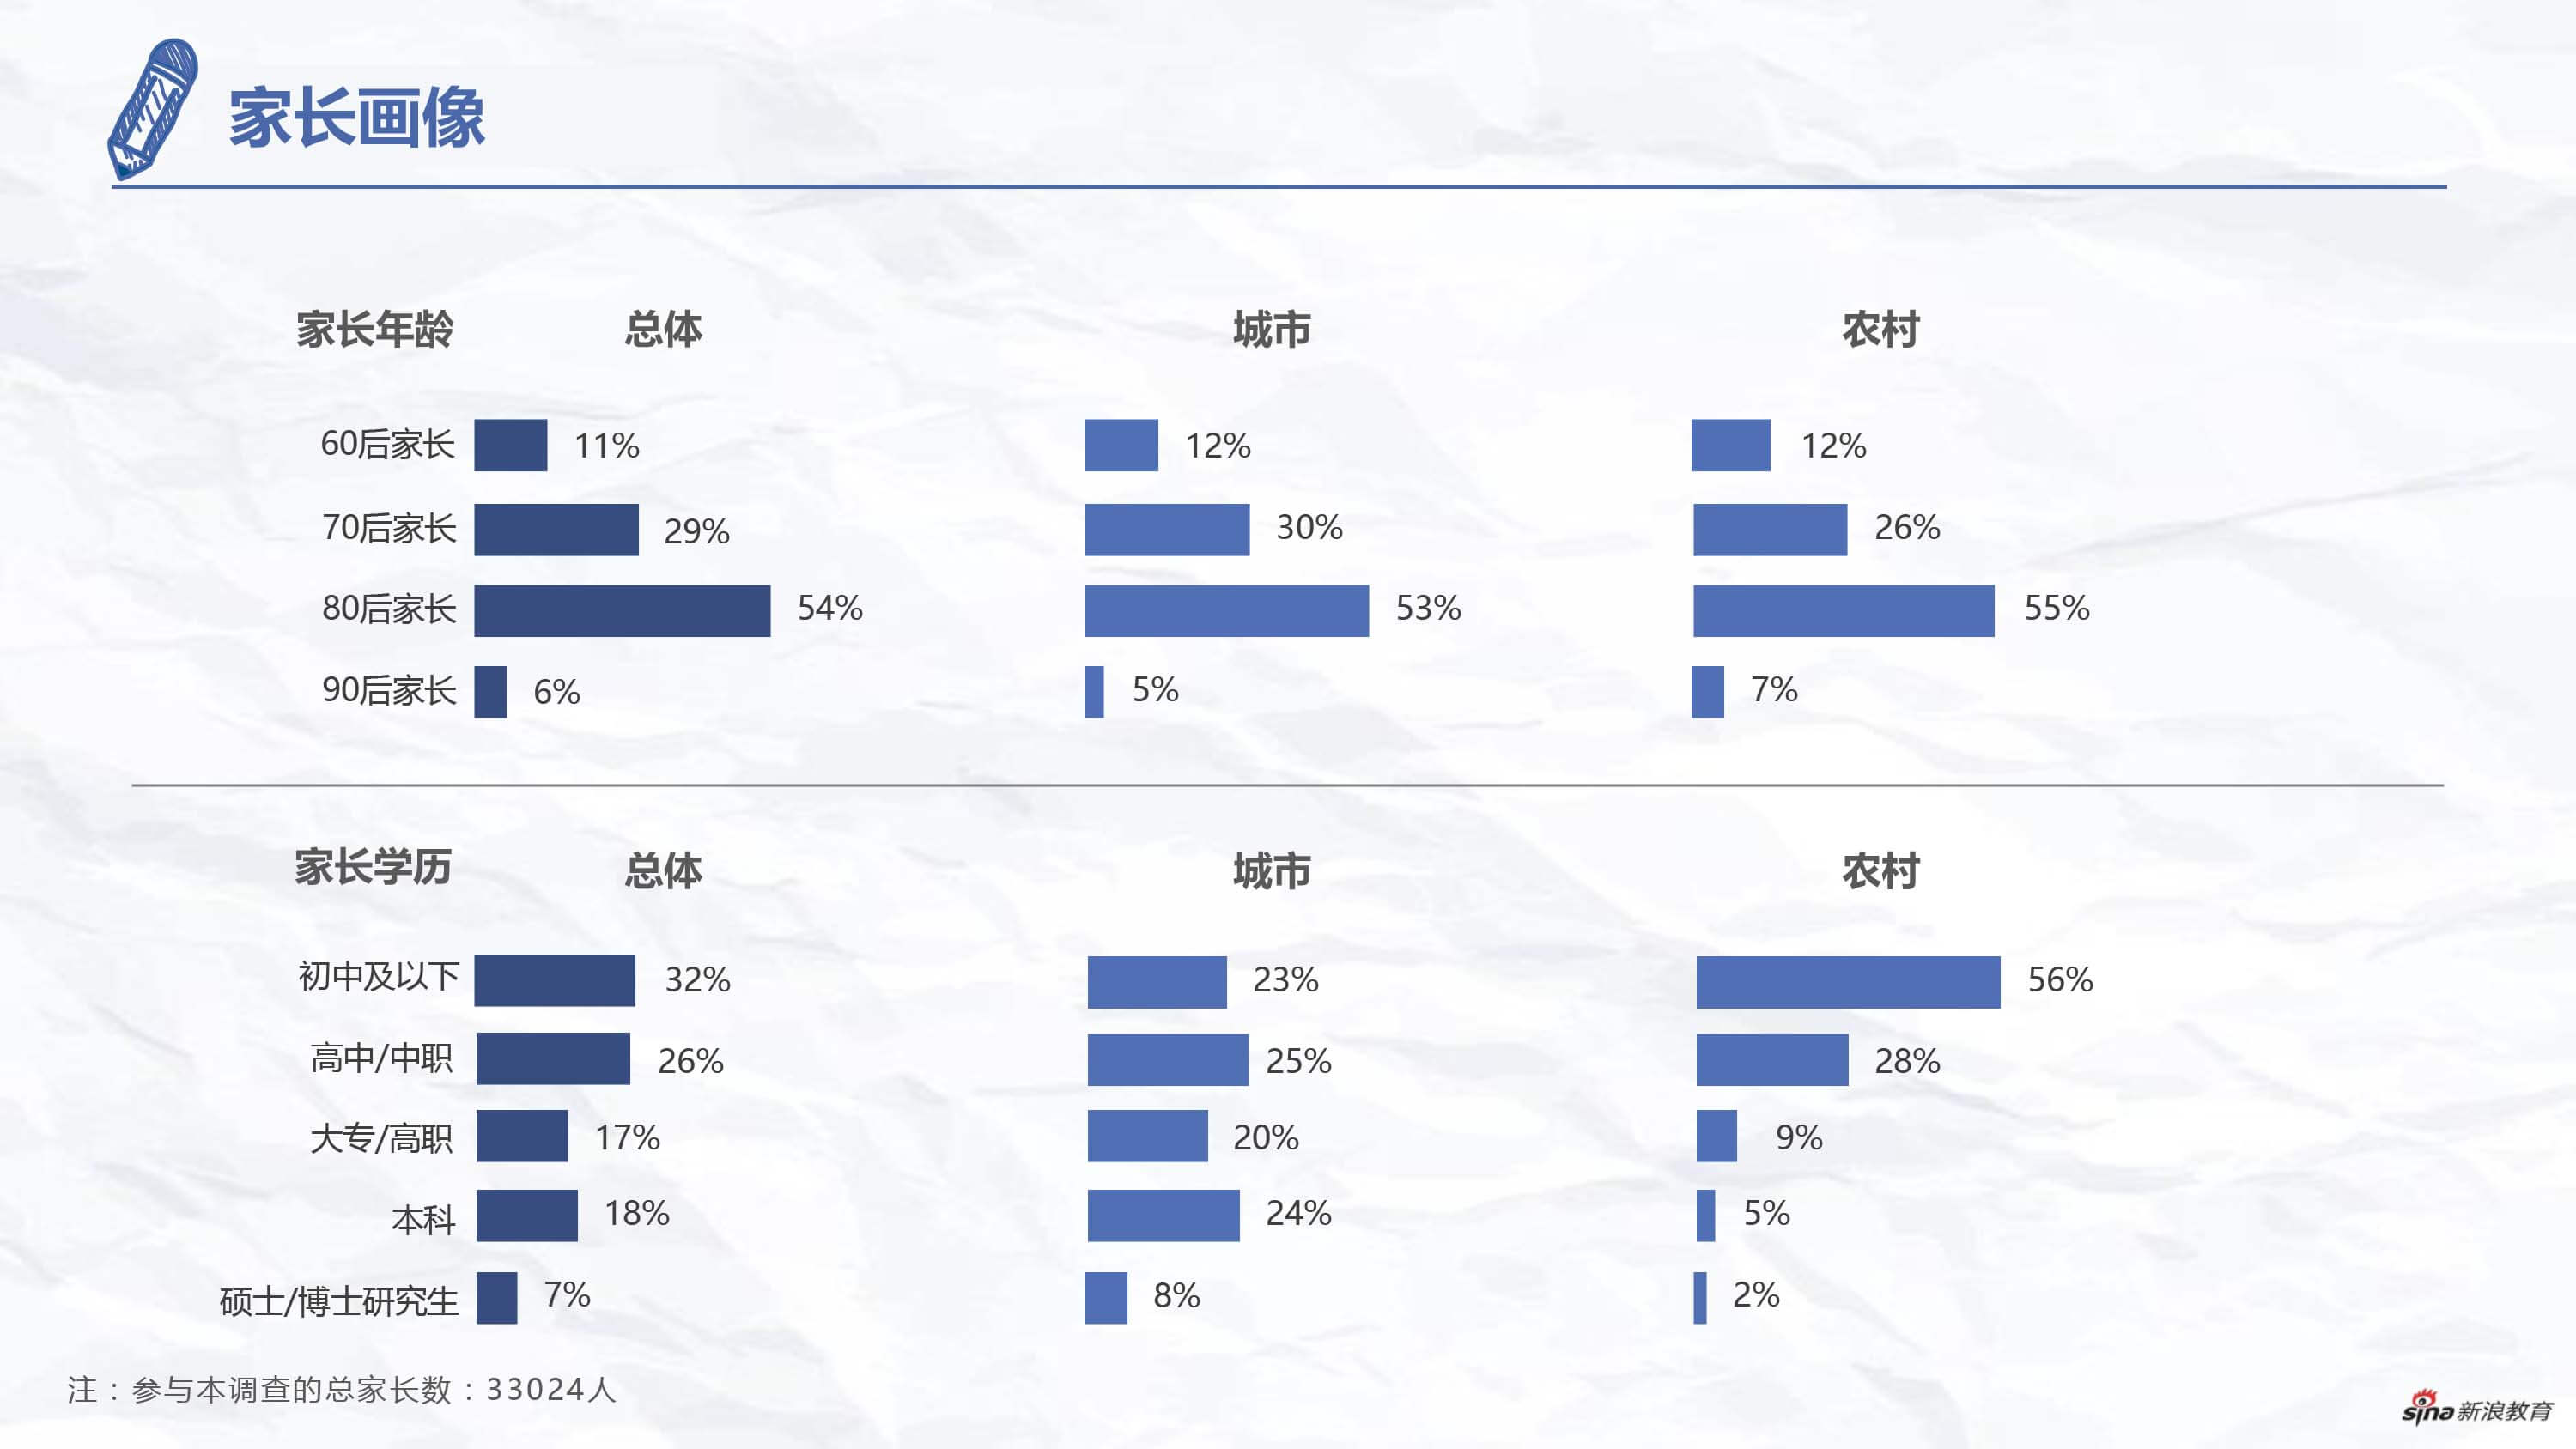 家长画像
家长年龄 总体 城市 农村
60后家长 11% 12% 12%
70后家长 29% 30% 26%
80后家长 54% 53% 55%
90后家长 6% 5% 7%
家长学历 总体 城市 农村
初中及以下 32% 23% 56%
高中/中职 26% 25% 28%
大专/高职 17% 20% 9%
本科 18% 24% 5%
硕士/博士研究生 7% 8% 2%
注：参与本调查的总家长数：33024人
sina新浪教育